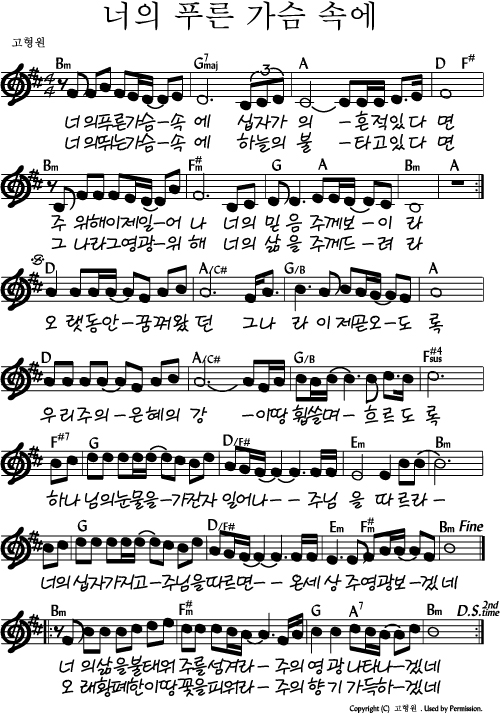 너의 푸른 가슴 속에
고형원
Bm G7maj A D F#
3
4 4
너의푸른가슴-속 에 십자가 의 -흔적있다 면
너의뛰는가슴-속 에 하늘의 불 -타고있다 면
Bm F#m G A Bm A
주 위해이제일-어 나 너의 믿 음 주께보-이 라
그 나라그영광-위 해 너의 삶 을 주께드-려 라
D A/C# G/B A
오 랫동안-꿈꺼왔 던 그나 라 이제곧오-도 록
D A/C# G/B F#4sus
우리주의-은혜의 강 -이땅 휩쓸며-흐르도 록
F#7 G D/F# Em Bm
하나 님의눈물을-가진자 일어나- -주님 을 따르라-
G D/F# Em F#m Bm Fine
너의십자가지고-주님을따르면- - 온세 상 주영광보-겠네
Bm F#m G A7 Bm D.S. 2nd time
너 의삶을불태워 주를섬겨라-주의영광 나타나-겠네
오 래황폐한이땅 꽃을피워라-주의향기 가득하-겠네
Copyright (C) 고형원 . Used by Permission.